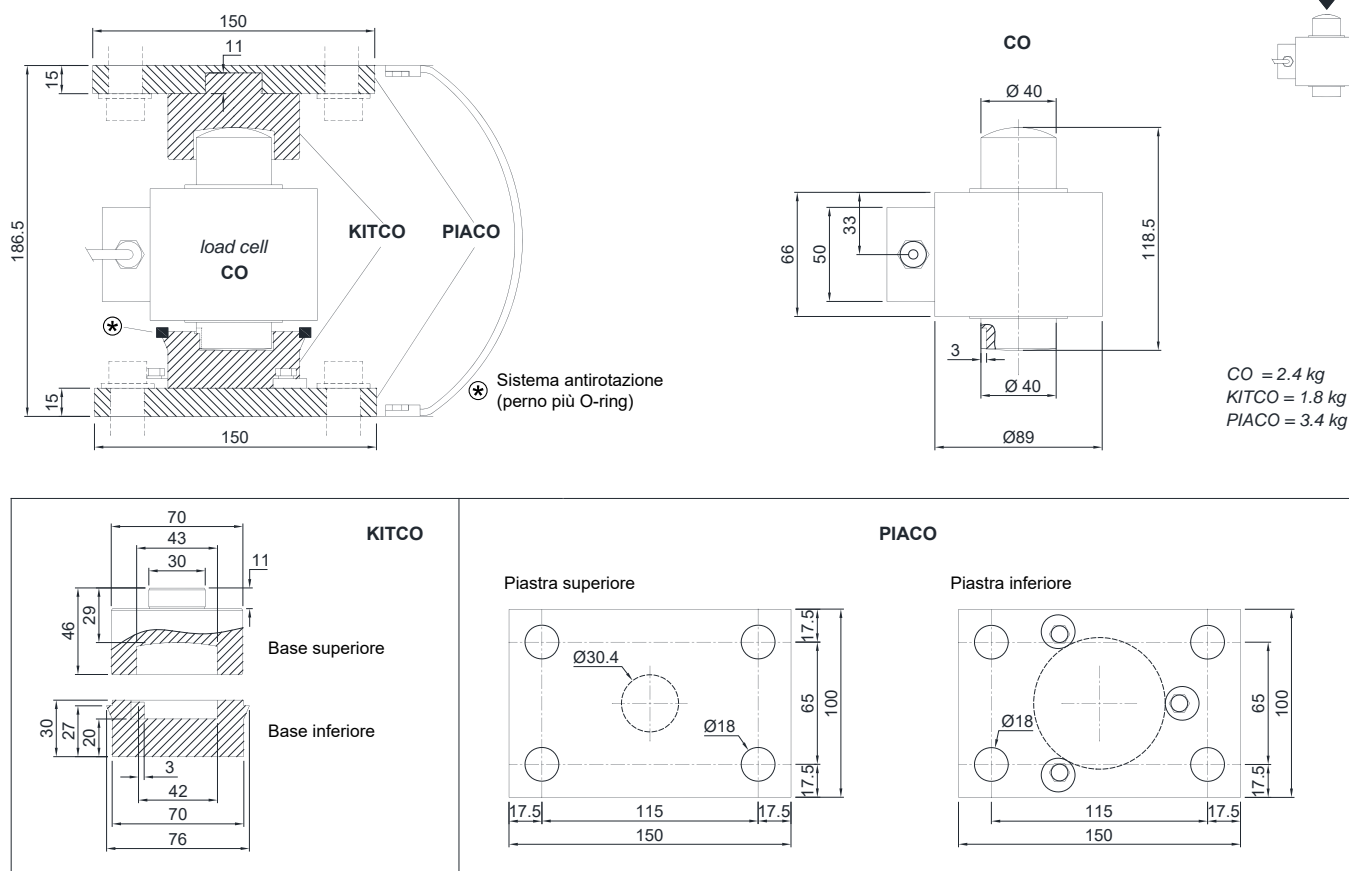 150
11
15
186.5
load cell
CO
KITCO
PIACO
*
15
150
* Sistema antirotazione
(perno più O-ring)
CO
Ø 40
66
50
33
118.5
3
Ø 40
Ø89
CO = 2.4 kg
KITCO = 1.8 kg
PIACO = 3.4 kg
KITCO
70
43
30
11
46
29
Base superiore
30
27
20
Base inferiore
3
42
70
76
PIACO
Piastra superiore
Ø30.4
Ø18
17.5
65
100
17.5
17.5
115
17.5
150
Piastra inferiore
Ø18
17.5
65
100
17.5
115
17.5
150